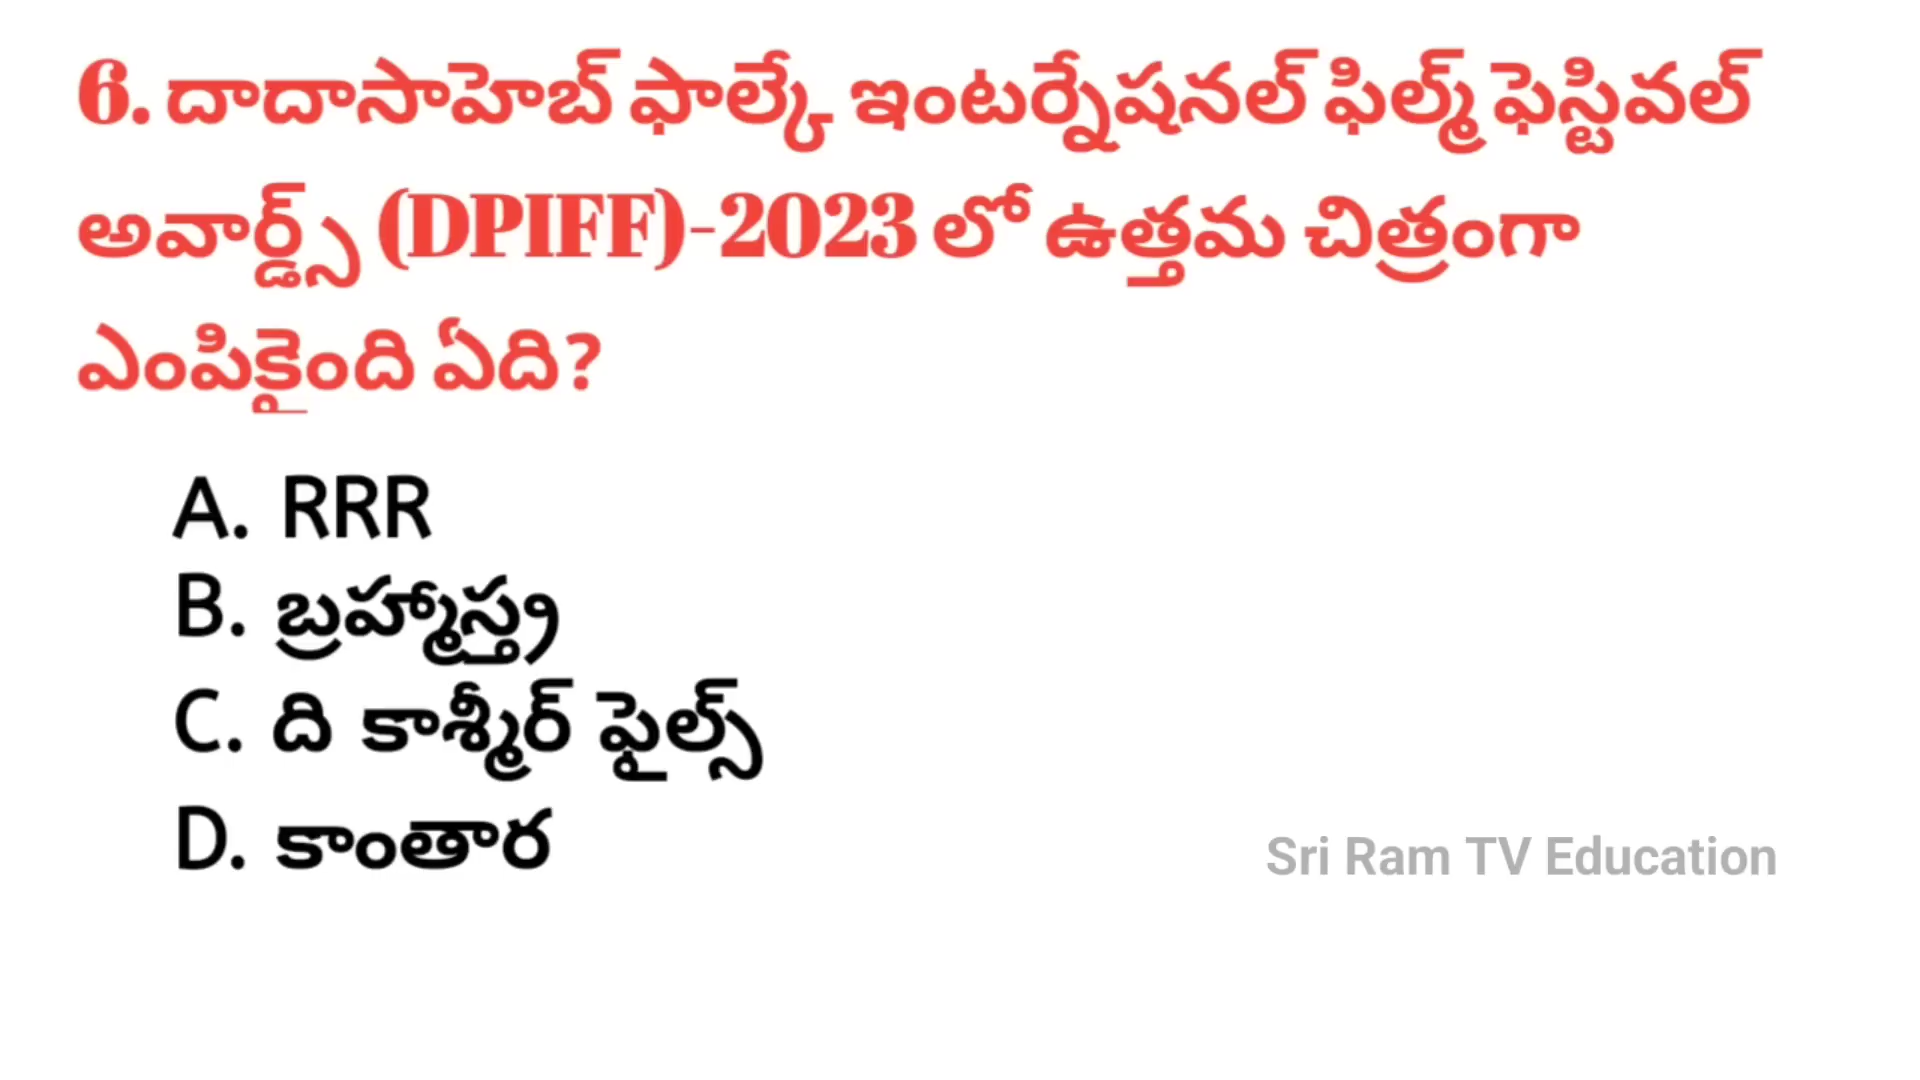 6. దాదాసాహెబ్ ఫాల్కే ఇంటర్నేషనల్ ఫిల్మ్ ఫెస్టివల్
అవార్డ్స్ (DPIFF)-2023 లో ఉత్తమ చిత్రంగా
ఎంపికైంది ఏది?
A. RRR
B. బ్రహ్మాస్త్ర
C. ది కాశ్మీర్ ఫైల్స్
D. కాంతార
Sri Ram TV Education